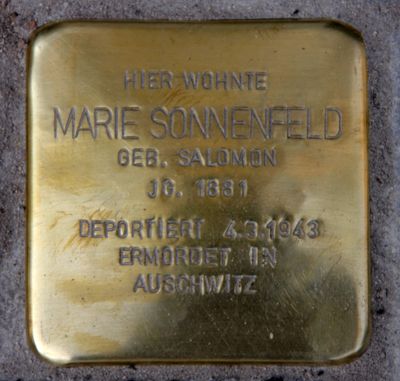 HIER WOHNTE
MARIE SONNENFELD
GEB. SALOMON
JG. 1881
DEPORTIERT 4.3.1943
ERMORDET IN
AUSCHWITZ